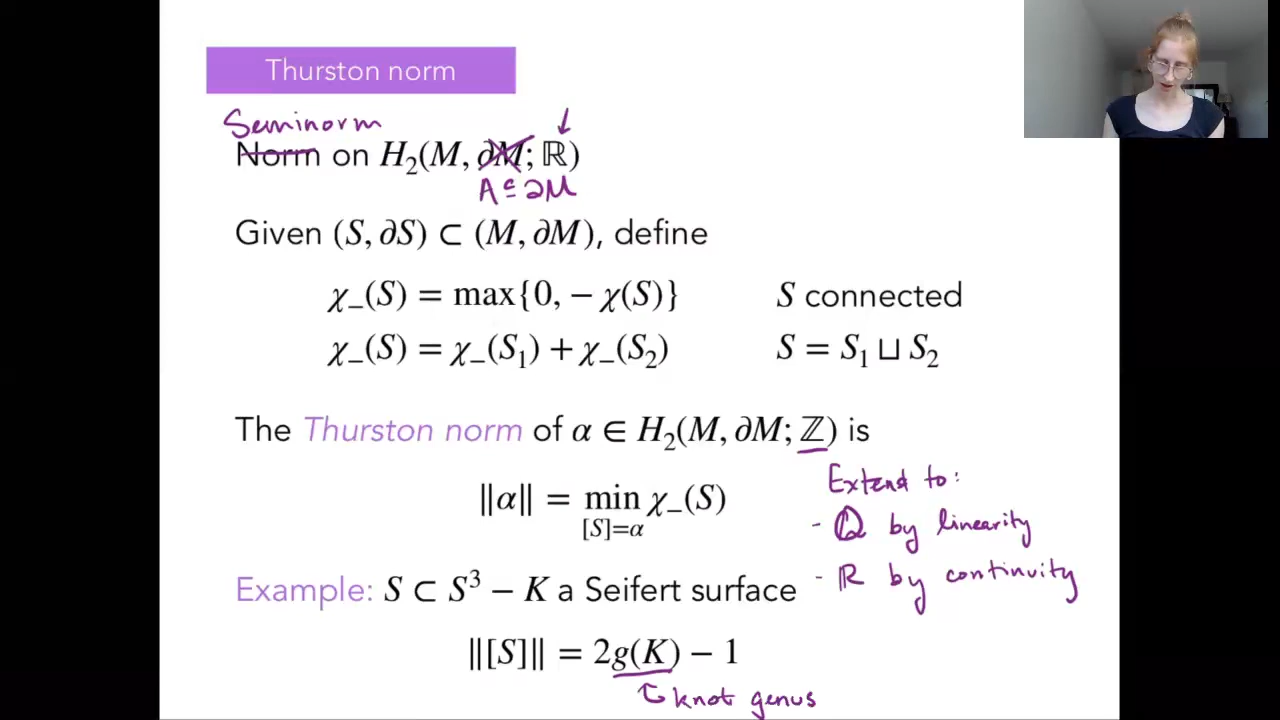 Thurston norm
Seminorm ↓
Norm on H₂(M, ∂M; ℝ)
A ⊆ ∂M
Given (S, ∂S) ⊂ (M, ∂M), define
χ₋(S) = max{0, − χ(S)} S connected
χ₋(S) = χ₋(S₁) + χ₋(S₂) S = S₁ ⊔ S₂
The Thurston norm of α ∈ H₂(M, ∂M; ℤ) is
Extend to:
‖α‖ = min χ₋(S)
[S]=α
- ℚ by linearity
Example: S ⊂ S³ − K a Seifert surface
- ℝ by continuity
‖[S]‖ = 2g(K) − 1
knot genus